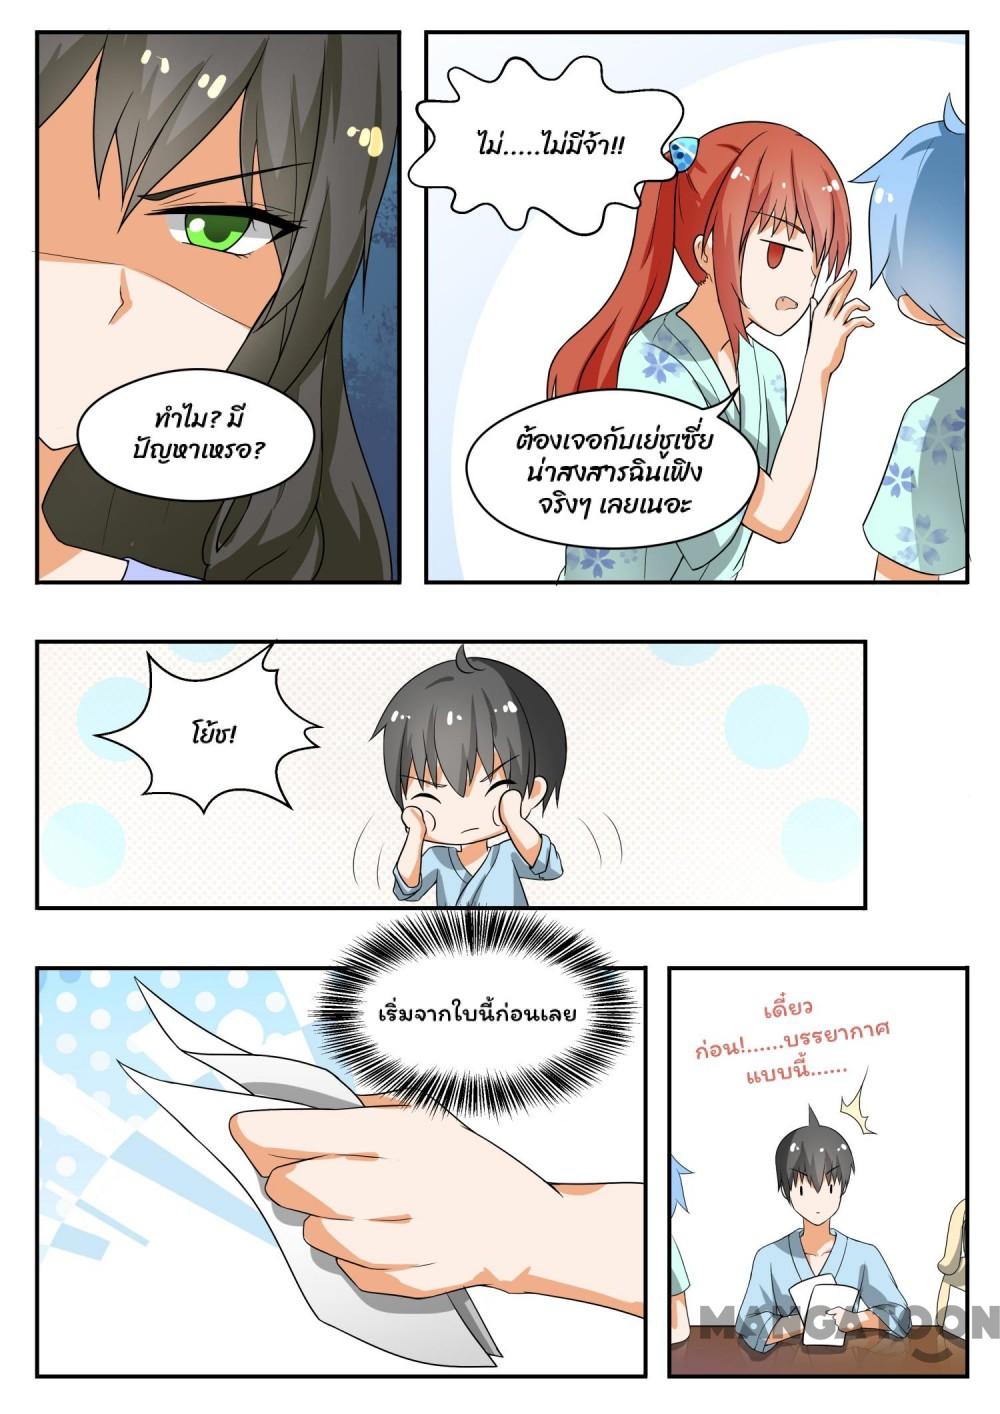 ทำไม? มี
ปัญหาเหรอ?
ไม่.....ไม่มีจ้า!!
ต้องเจอกับเย่ชูเซี่ย
น่าสงสารฉินเฟิง
จริงๆ เลยเนอะ
โย้ช!
เริ่มจากใบนี้ก่อนเลย
เดี๋ยว
ก่อน!......บรรยากาศ
แบบนี้......
MANGATOON